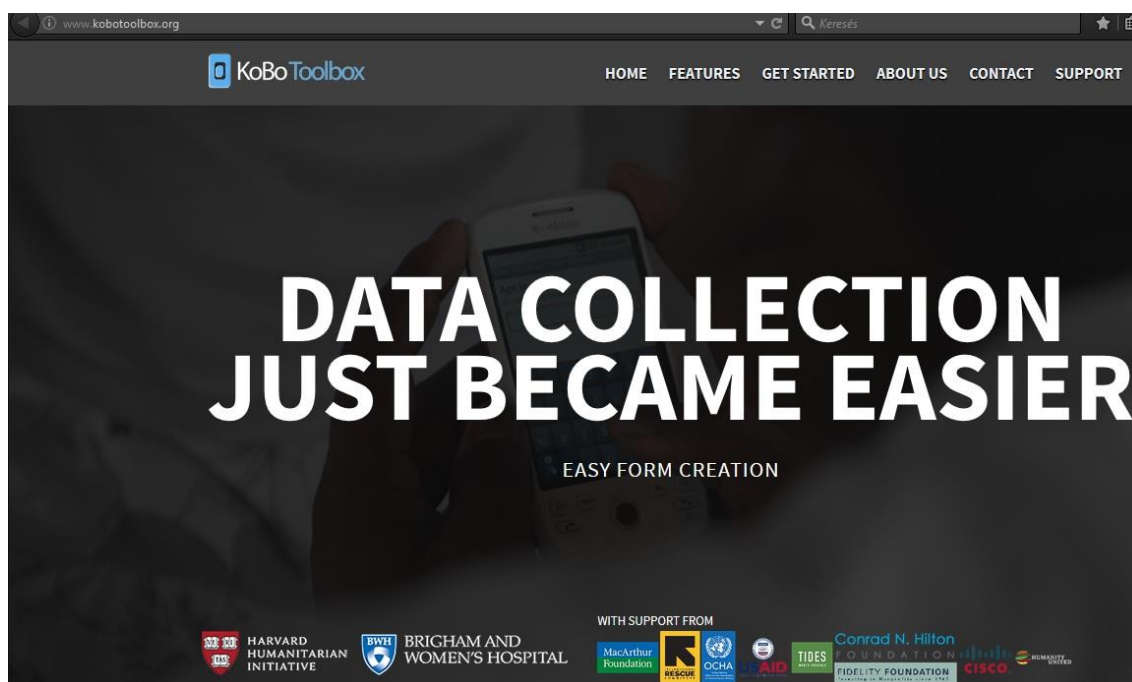 www.kobotoolbox.org
Keresés
KoBoToolbox
HOME FEATURES GET STARTED ABOUT US CONTACT SUPPORT
DATA COLLECTION
JUST BECAME EASIER
EASY FORM CREATION
WITH SUPPORT FROM
HARVARD
HUMANITARIAN
INITIATIVE
BWH
BRIGHAM AND
WOMEN'S HOSPITAL
MacArthur
Foundation
RESCUE
OCHA
USAID
TIDES
Conrad N. Hilton
FOUNDATION
FIDELITY FOUNDATION
CISCO
HUMANITY
UNITED